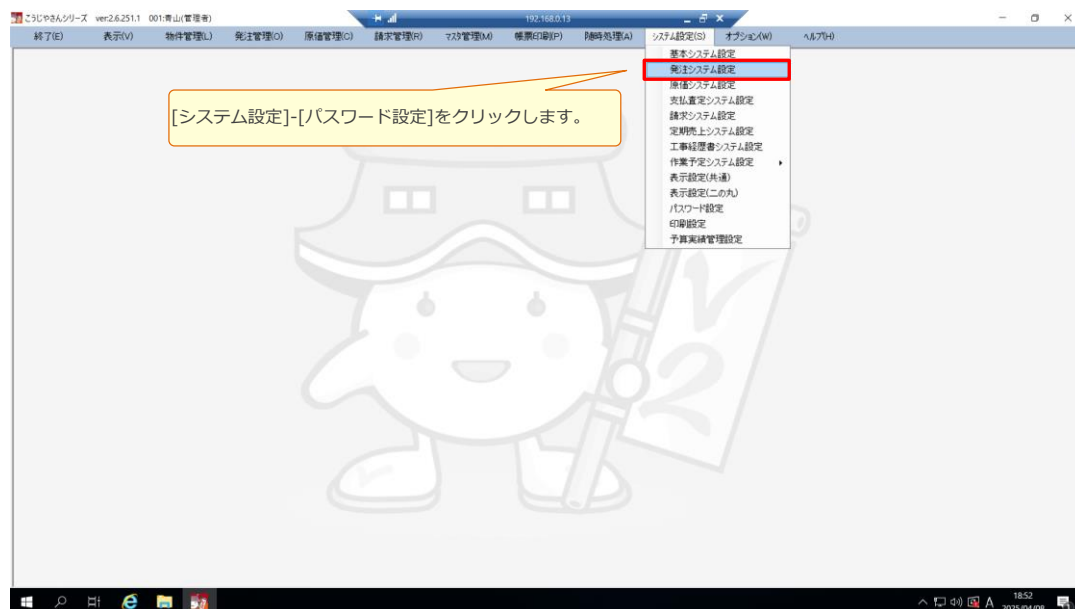 こうじやさんシリーズ ver:2.6.251.1 001:青山(管理者)
192.168.0.13
終了(E) 表示(V) 物件管理(L) 発注管理(O) 原価管理(C) 請求管理(R) マスタ管理(M) 帳票印刷(P) 随時処理(A) システム設定(S) オプション(W) ヘルプ(H)
基本システム設定
発注システム設定
原価システム設定
支払査定システム設定
請求システム設定
定期売上システム設定
工事経歴書システム設定
作業予定システム設定
表示設定(共通)
表示設定(二の丸)
パスワード設定
印刷設定
予算実績管理設定
[システム設定]-[パスワード設定]をクリックします。
V2
A
18:52
2025/04/08